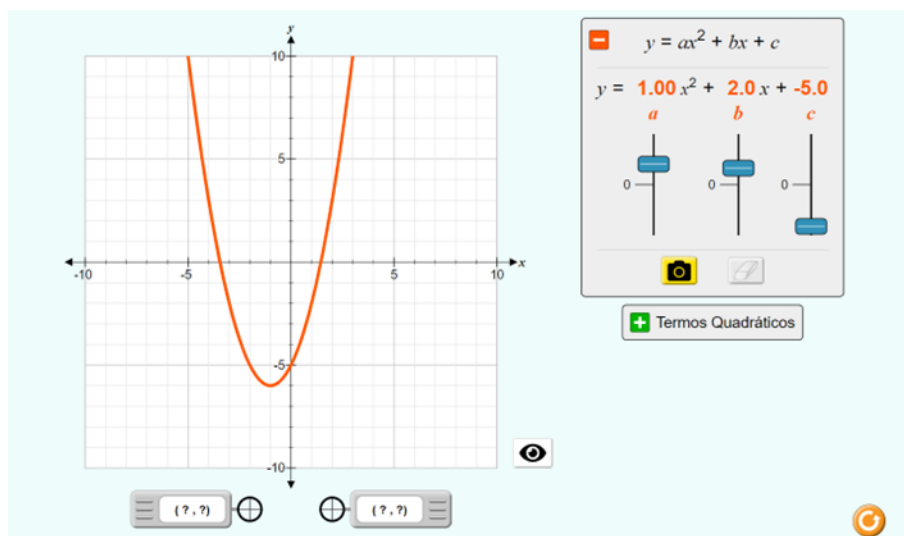 y
10
5
-10
-5
5
10
x
-5
-10
( ? , ?)
( ? , ?)
y = ax² + bx + c
y = 1.00 x² + 2.0 x + -5.0
a b c
0 0 0
Termos Quadráticos